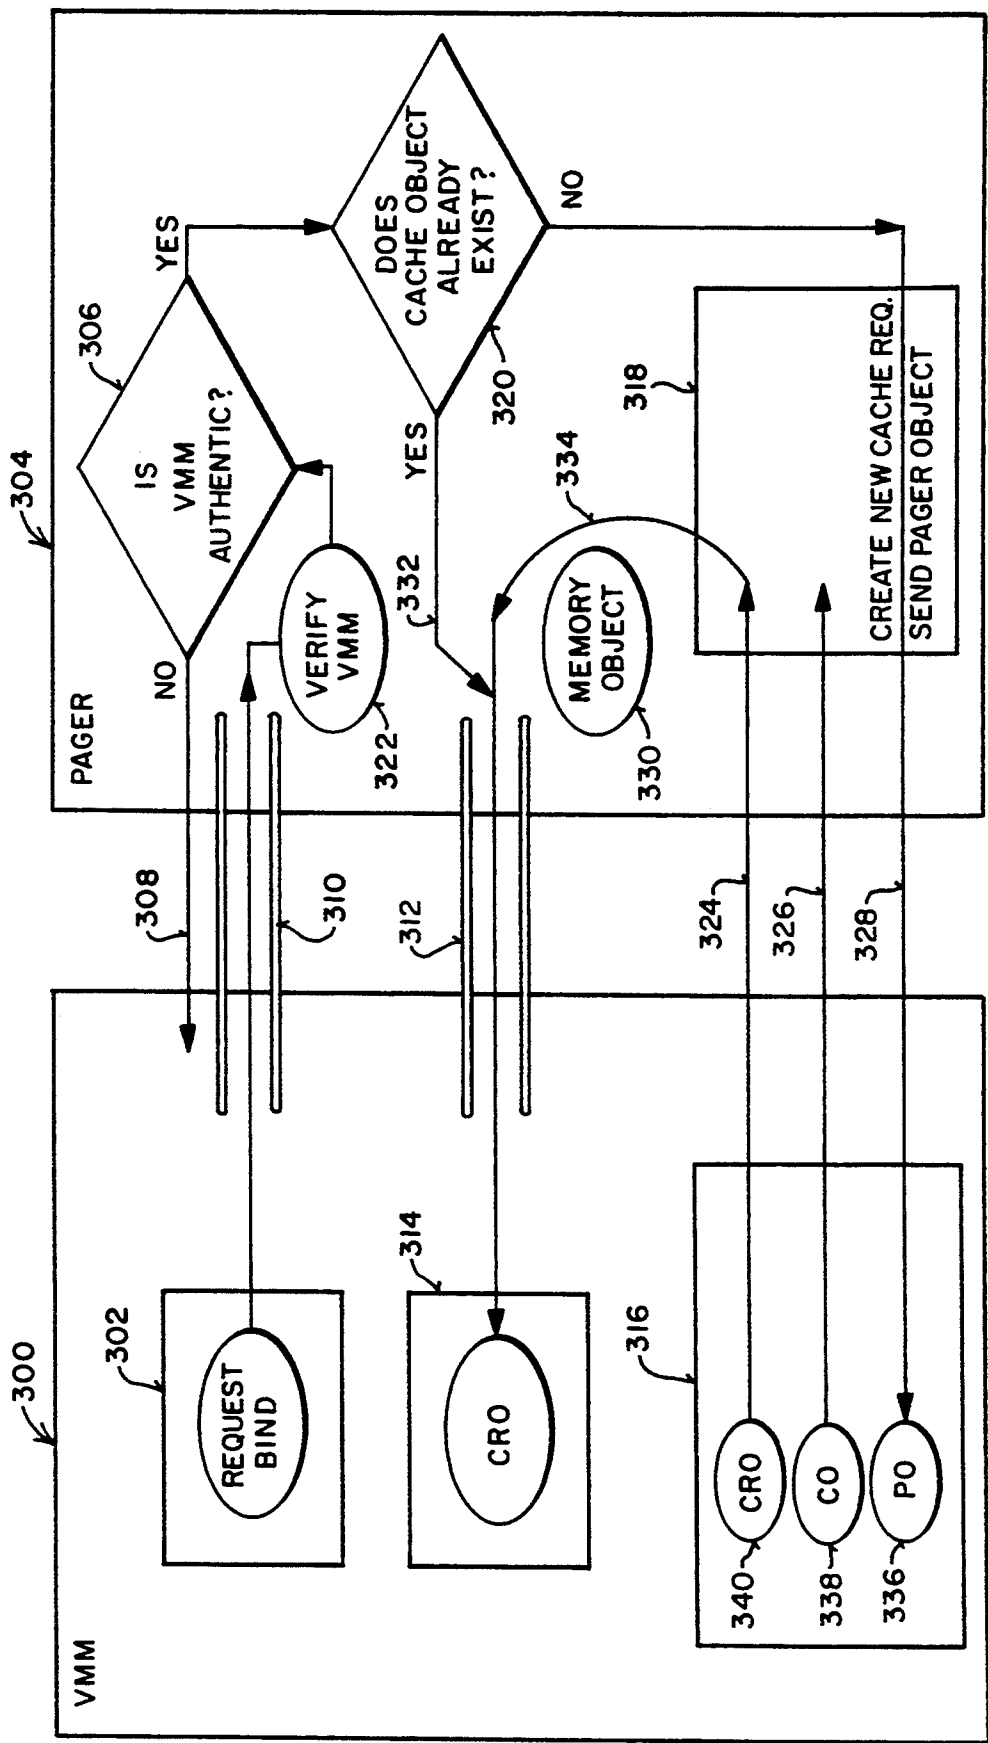 300
VMM
302
REQUEST
BIND
314
CRO
316
340
CRO
338
CO
336
PO
308
310
312
324
326
328
304
PAGER
NO
306
IS
VMM
AUTHENTIC?
YES
VERIFY
VMM
322
332
YES
DOES
CACHE OBJECT
ALREADY
EXIST?
320
NO
334
MEMORY
OBJECT
330
318
CREATE NEW CACHE REQ.
SEND PAGER OBJECT